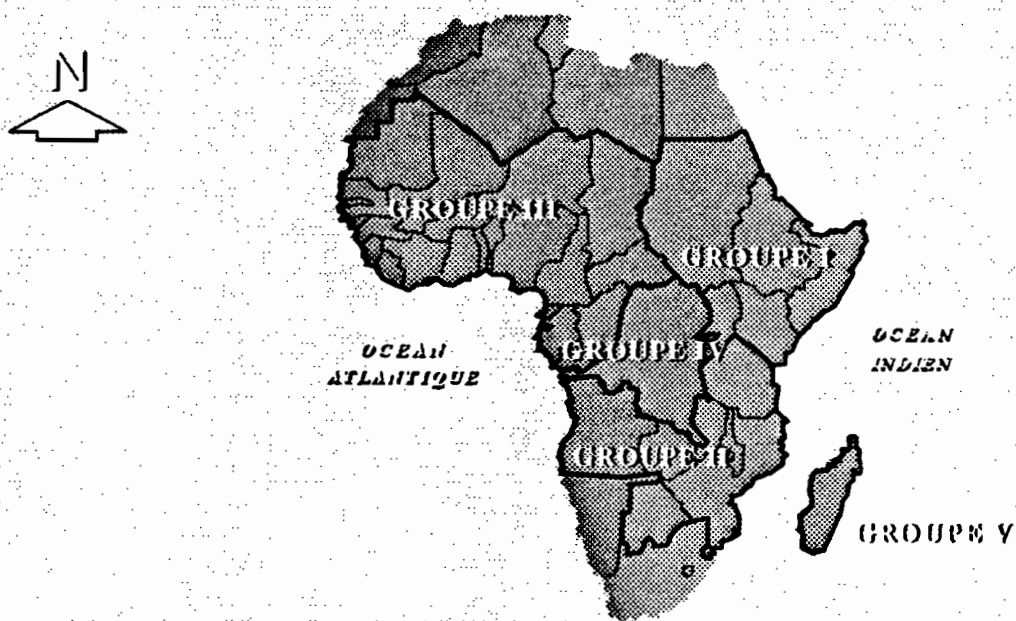 N
GROUPE III
GROUPE I
OCEAN
ATLANTIQUE
GROUPE IV
OCEAN
INDIEN
GROUPE II
GROUPE V